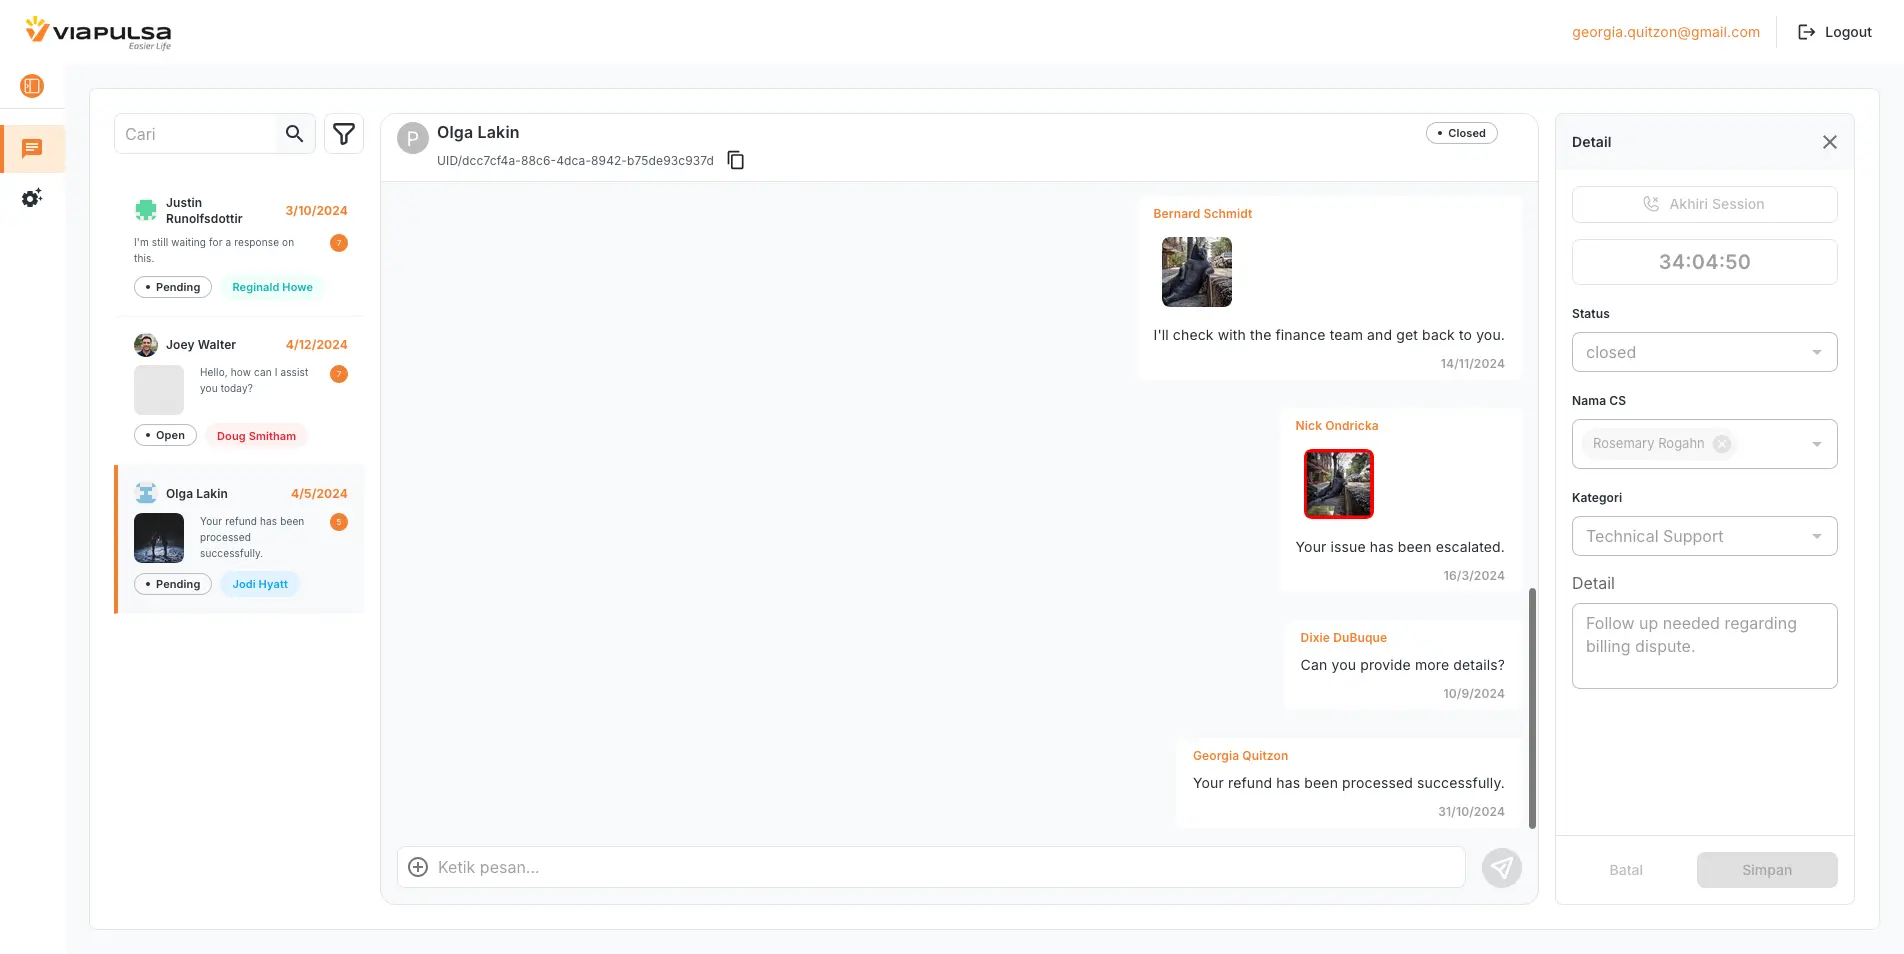 VIAPULSA
Easier Life
georgia.quitzon@gmail.com
Logout
Cari
Justin
Runolfsdottir
3/10/2024
I'm still waiting for a response on
this.
7
• Pending
Reginald Howe
Joey Walter
4/12/2024
Hello, how can I assist
you today?
7
• Open
Doug Smitham
Olga Lakin
4/5/2024
Your refund has been
processed
successfully.
5
• Pending
Jodi Hyatt
P
Olga Lakin
UID/dcc7cf4a-88c6-4dca-8942-b75de93c937d
• Closed
Bernard Schmidt
I'll check with the finance team and get back to you.
14/11/2024
Nick Ondricka
Your issue has been escalated.
16/3/2024
Dixie DuBuque
Can you provide more details?
10/9/2024
Georgia Quitzon
Your refund has been processed successfully.
31/10/2024
Ketik pesan...
Detail
Akhiri Session
34:04:50
Status
closed
Nama CS
Rosemary Rogahn
Kategori
Technical Support
Detail
Follow up needed regarding
billing dispute.
Batal
Simpan